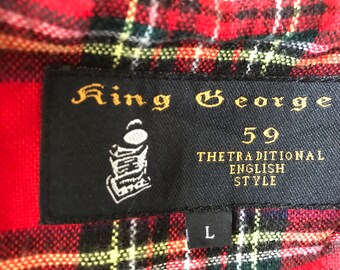 King George
59
THETRADITIONAL
ENGLISH
STYLE
L